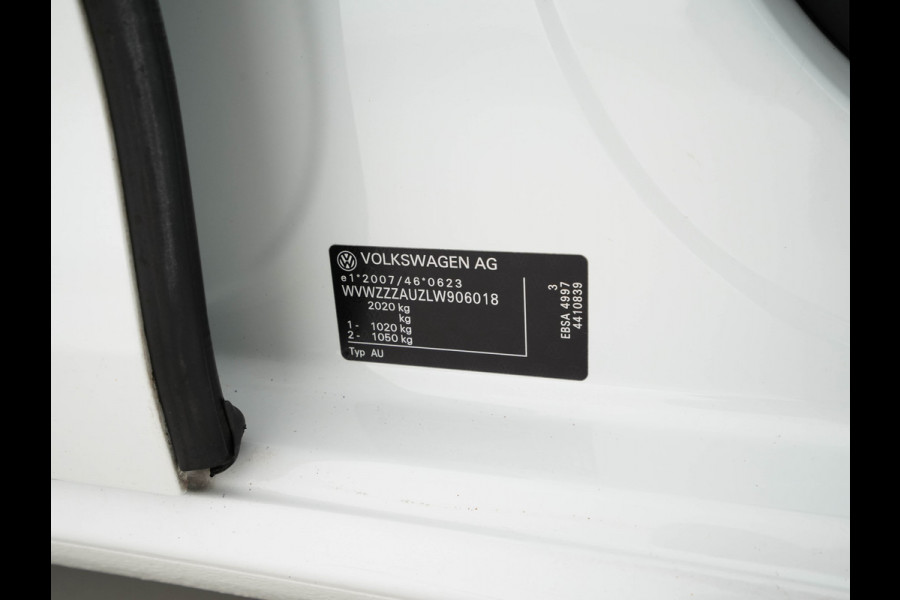 VOLKSWAGEN AG
e1*2007/46*0623
WVWZZZAUZLW906018
2020 kg
kg
1- 1020 kg
2- 1050 kg
Typ AU
3
EBSA 4997
4410839